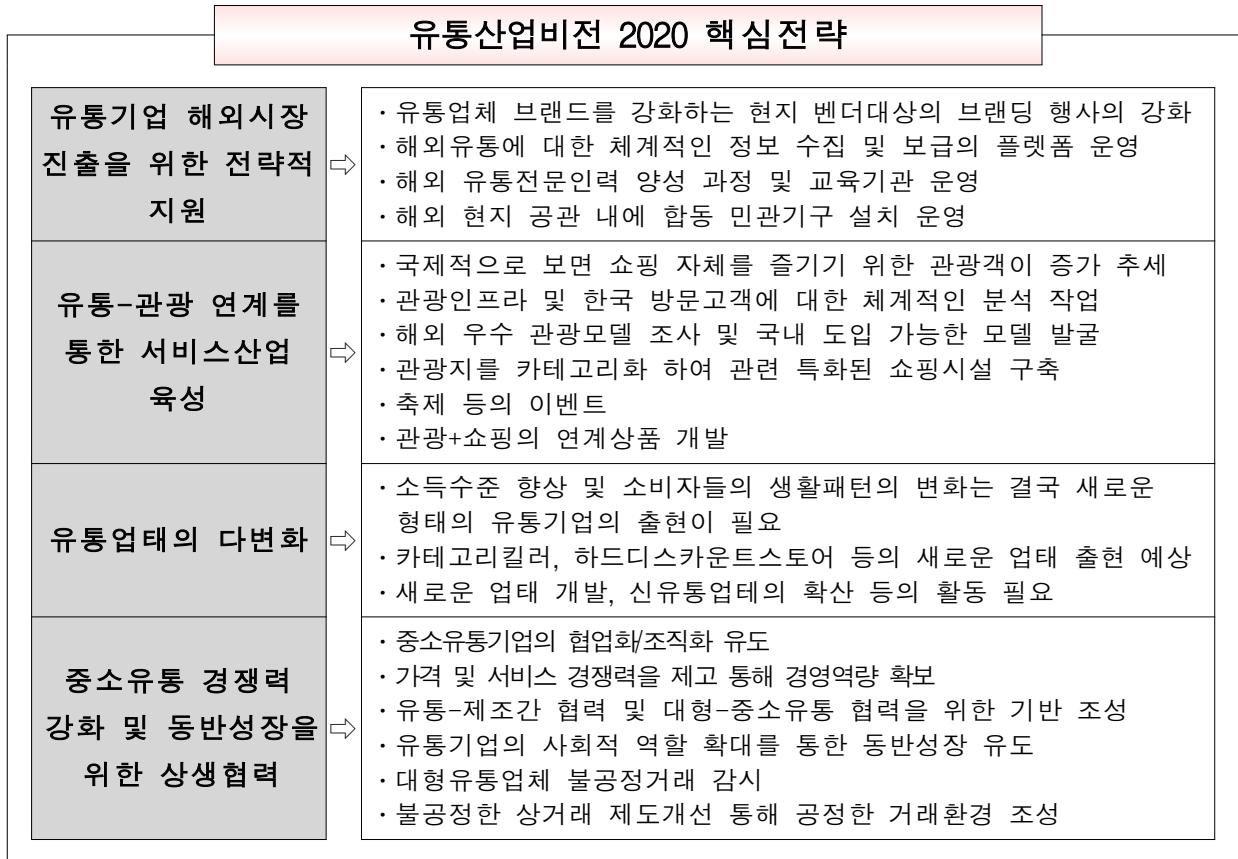 유통산업비전 2020 핵심전략
유통기업 해외시장
진출을 위한 전략적
지원
⇨
· 유통업체 브랜드를 강화하는 현지 벤더대상의 브랜딩 행사의 강화
· 해외유통에 대한 체계적인 정보 수집 및 보급의 플렛폼 운영
· 해외 유통전문인력 양성 과정 및 교육기관 운영
· 해외 현지 공관 내에 합동 민관기구 설치 운영
유통-관광 연계를
통한 서비스산업
육성
⇨
· 국제적으로 보면 쇼핑 자체를 즐기기 위한 관광객이 증가 추세
· 관광인프라 및 한국 방문고객에 대한 체계적인 분석 작업
· 해외 우수 관광모델 조사 및 국내 도입 가능한 모델 발굴
· 관광지를 카테고리화 하여 관련 특화된 쇼핑시설 구축
· 축제 등의 이벤트
· 관광+쇼핑의 연계상품 개발
유통업태의 다변화
⇨
· 소득수준 향상 및 소비자들의 생활패턴의 변화는 결국 새로운
형태의 유통기업의 출현이 필요
· 카테고리킬러, 하드디스카운트스토어 등의 새로운 업태 출현 예상
· 새로운 업태 개발, 신유통업테의 확산 등의 활동 필요
중소유통 경쟁력
강화 및 동반성장을
위한 상생협력
⇨
· 중소유통기업의 협업화/조직화 유도
· 가격 및 서비스 경쟁력을 제고 통해 경영역량 확보
· 유통-제조간 협력 및 대형-중소유통 협력을 위한 기반 조성
· 유통기업의 사회적 역할 확대를 통한 동반성장 유도
· 대형유통업체 불공정거래 감시
· 불공정한 상거래 제도개선 통해 공정한 거래환경 조성